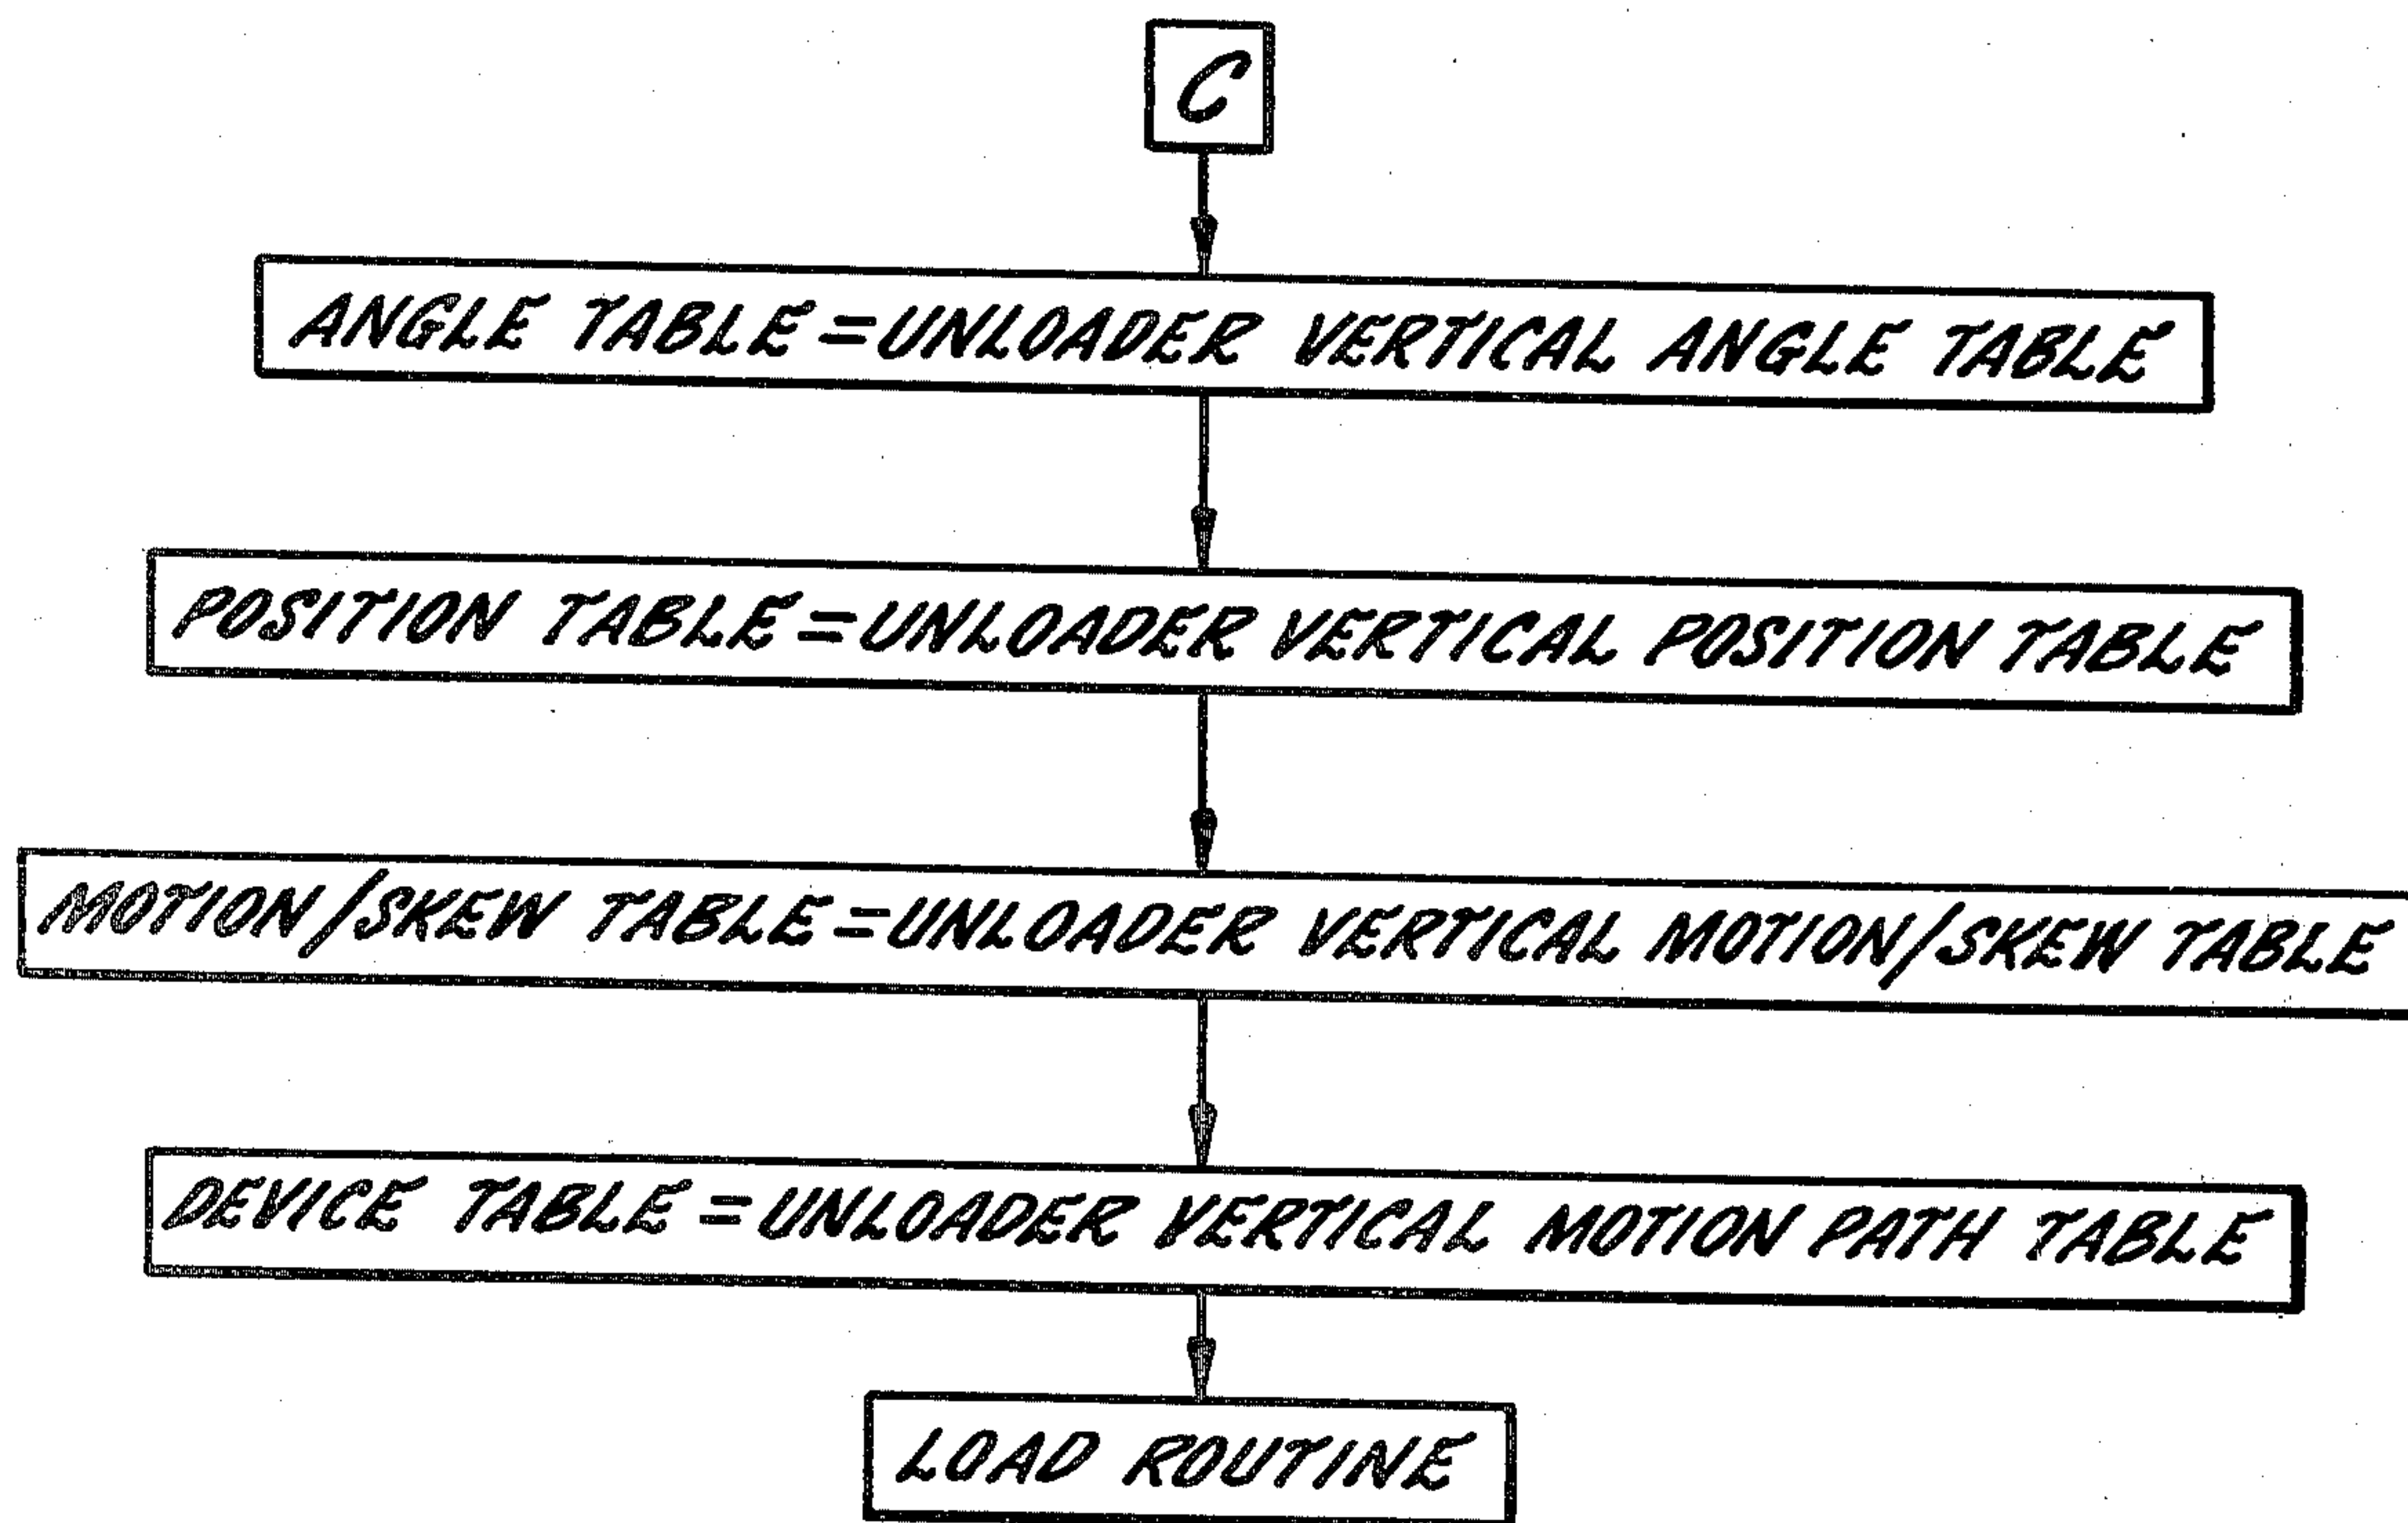 C
ANGLE TABLE=UNLOADER VERTICAL ANGLE TABLE
POSITION TABLE=UNLOADER VERTICAL POSITION TABLE
MOTION/SKEW TABLE=UNLOADER VERTICAL MOTION/SKEW TABLE
DEVICE TABLE=UNLOADER VERTICAL MOTION PATH TABLE
LOAD ROUTINE